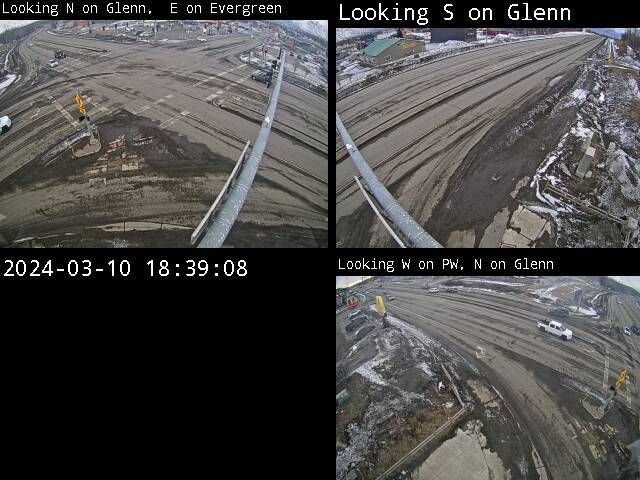 Looking N on Glenn,  E on Evergreen
Looking S on Glenn
2024-03-10 18:39:08
Looking W on PW, N on Glenn